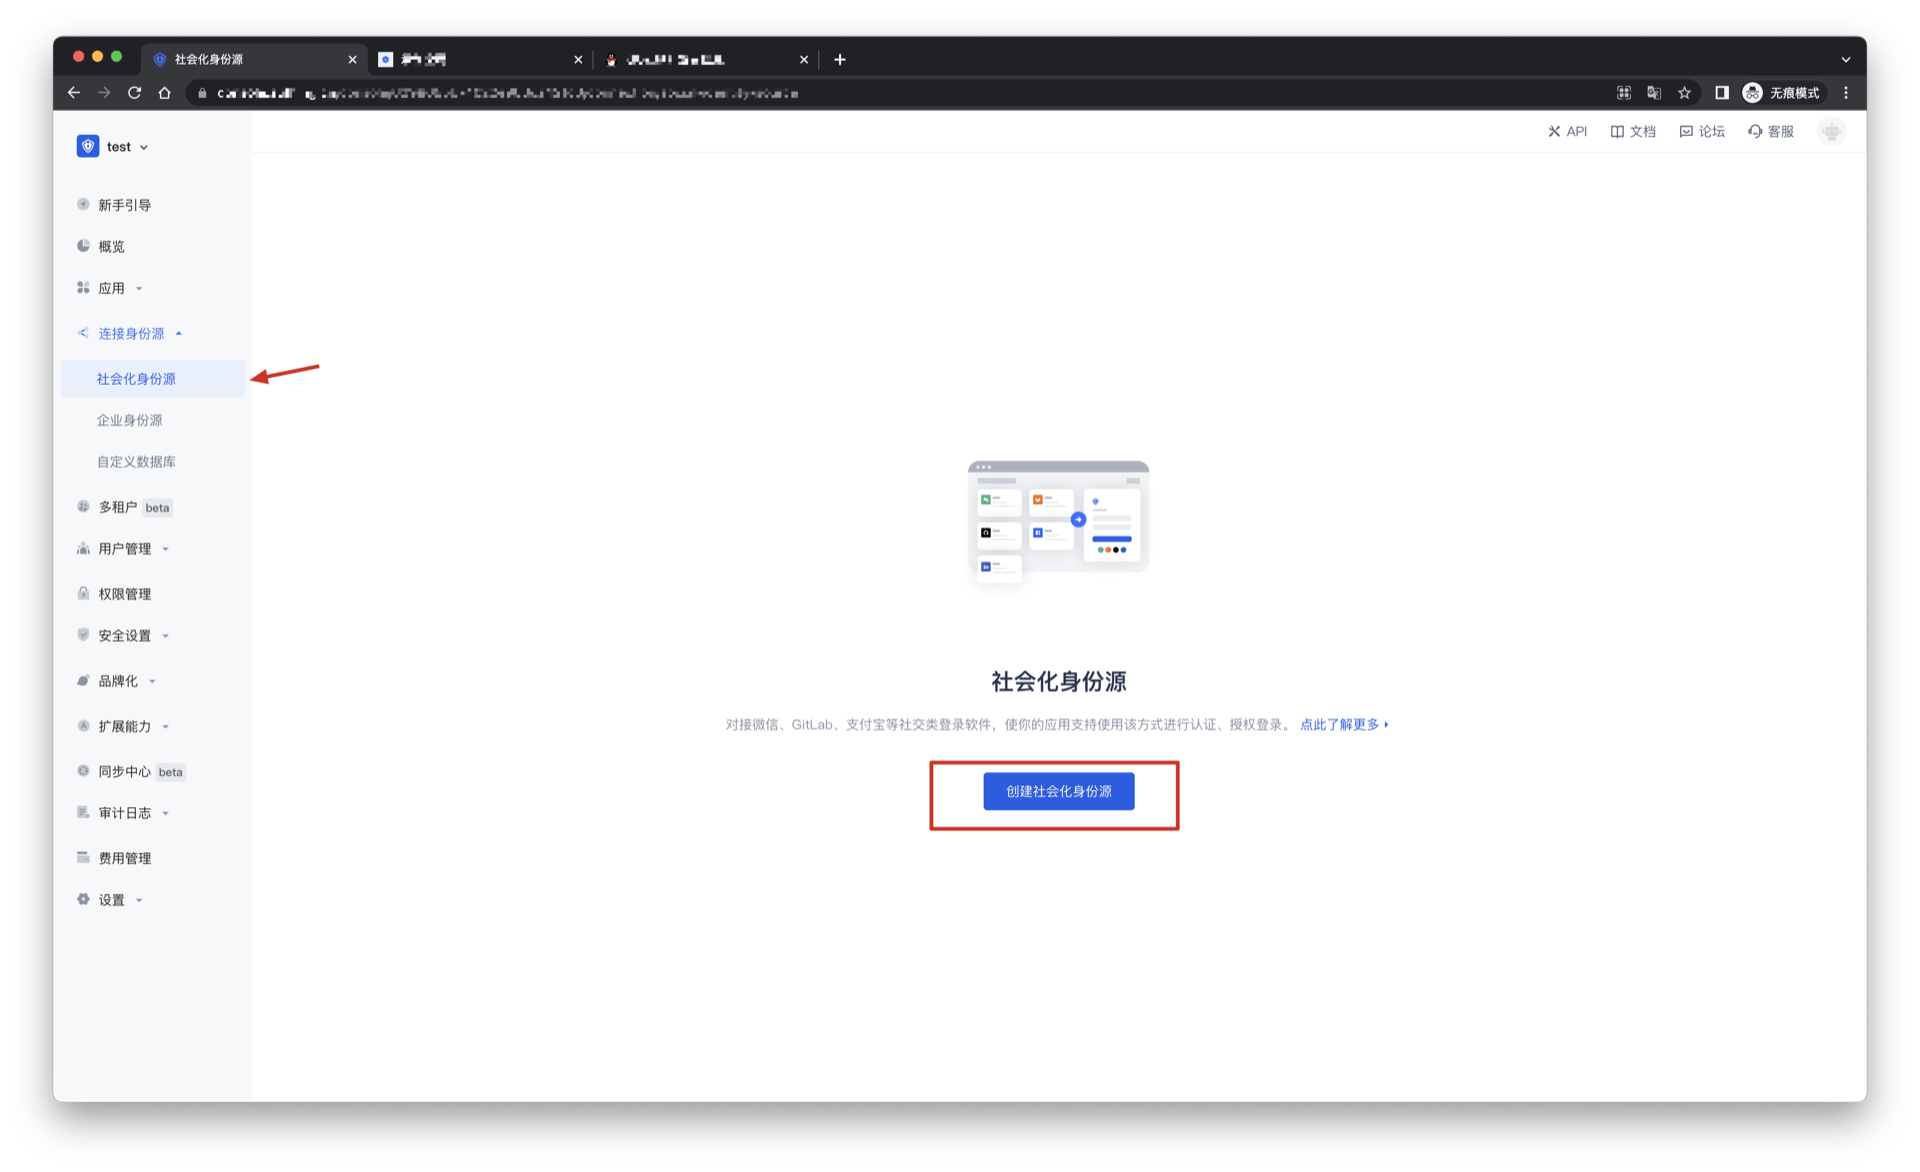 社会化身份源
无痕模式
test
API
文档
论坛
客服
新手引导
概览
应用
连接身份源
社会化身份源
企业身份源
自定义数据库
多租户 beta
用户管理
权限管理
安全设置
品牌化
扩展能力
同步中心 beta
审计日志
费用管理
设置
社会化身份源
对接微信、GitLab、支付宝等社交类登录软件，使你的应用支持使用该方式进行认证、授权登录。 点此了解更多
创建社会化身份源